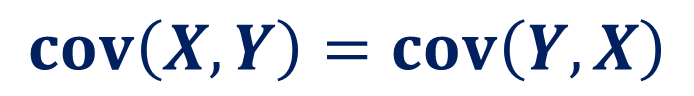 cov(X, Y) = cov(Y, X)